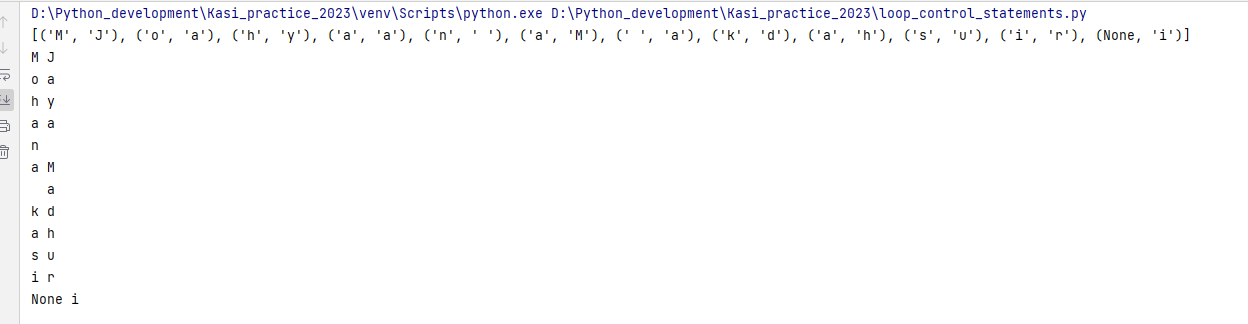 D:\Python_development\Kasi_practice_2023\venv\Scripts\python.exe D:\Python_development\Kasi_practice_2023\loop_control_statements.py
[('M', 'J'), ('o', 'a'), ('h', 'y'), ('a', 'a'), ('n', ' '), ('a', 'M'), (' ', 'a'), ('k', 'd'), ('a', 'h'), ('s', 'u'), ('i', 'r'), (None, 'i')]
M J
o a
h y
a a
n
a M
  a
k d
a h
s u
i r
None i